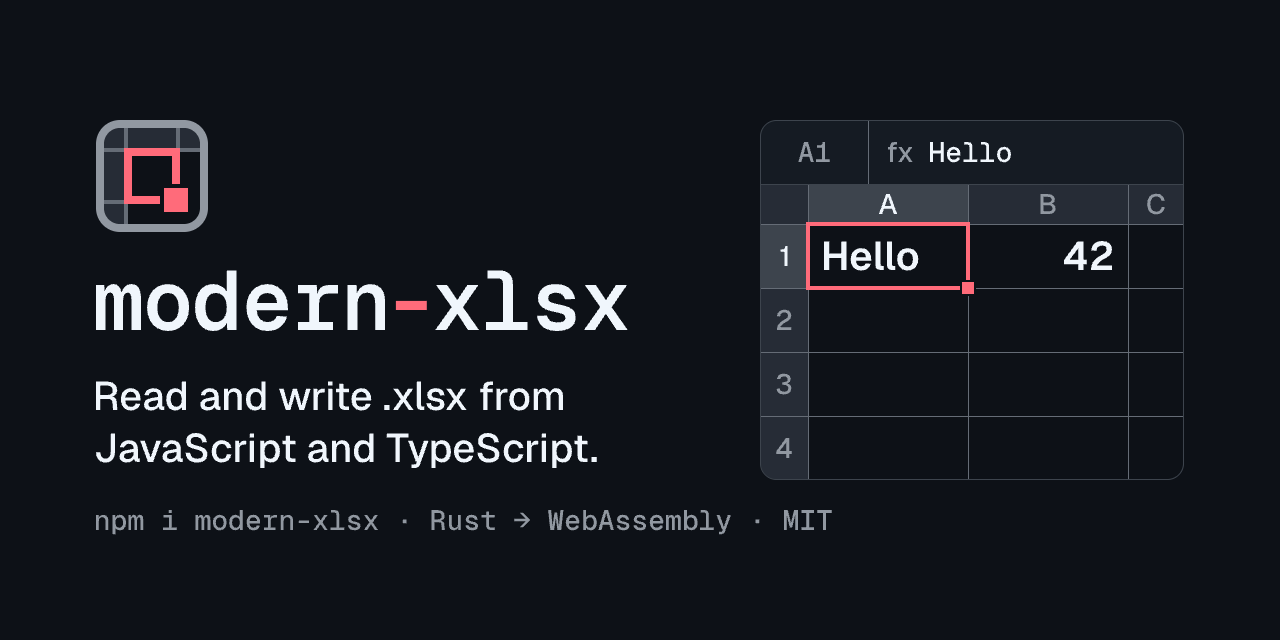 modern-xlsx
Read and write .xlsx from
JavaScript and TypeScript.
npm i modern-xlsx · Rust → WebAssembly · MIT
A1 fx Hello
A B C
1 Hello 42
2
3
4